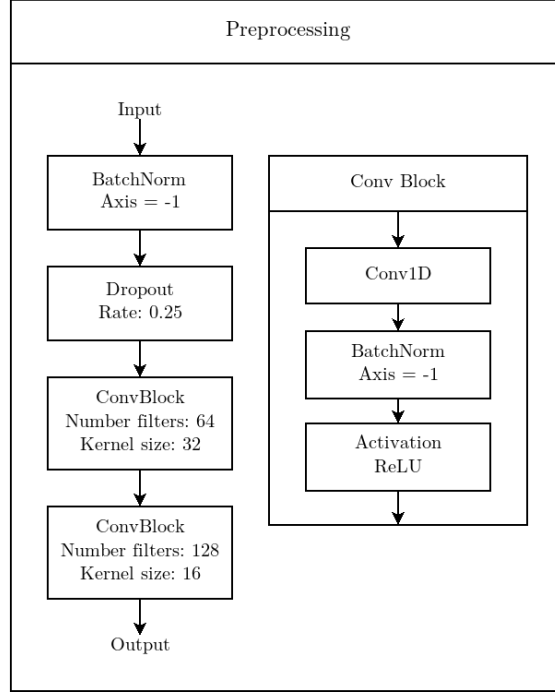 Preprocessing
Input
BatchNorm
Axis = -1
Dropout
Rate: 0.25
ConvBlock
Number filters: 64
Kernel size: 32
ConvBlock
Number filters: 128
Kernel size: 16
Output
Conv Block
Conv1D
BatchNorm
Axis = -1
Activation
ReLU